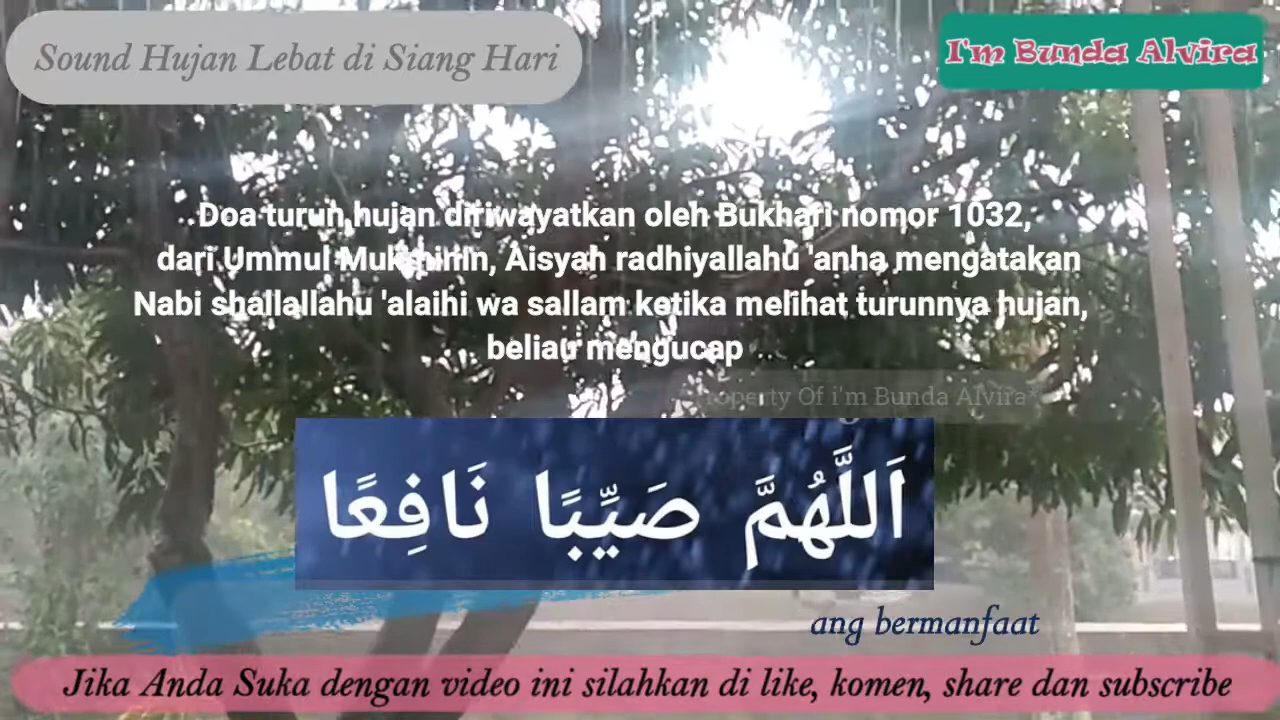 Sound Hujan Lebat di Siang Hari
I'm Bunda Alvira
Doa turun hujan diriwayatkan oleh Bukhari nomor 1032,
dari Ummul Mukminin, Aisyah radhiyallahu 'anha mengatakan
Nabi shallallahu 'alaihi wa sallam ketika melihat turunnya hujan,
beliau mengucap
Property Of i'm Bunda Alvira*
اَللَّهُمَّ صَيِّبًا نَافِعًا
ang bermanfaat
Jika Anda Suka dengan video ini silahkan di like, komen, share dan subscribe